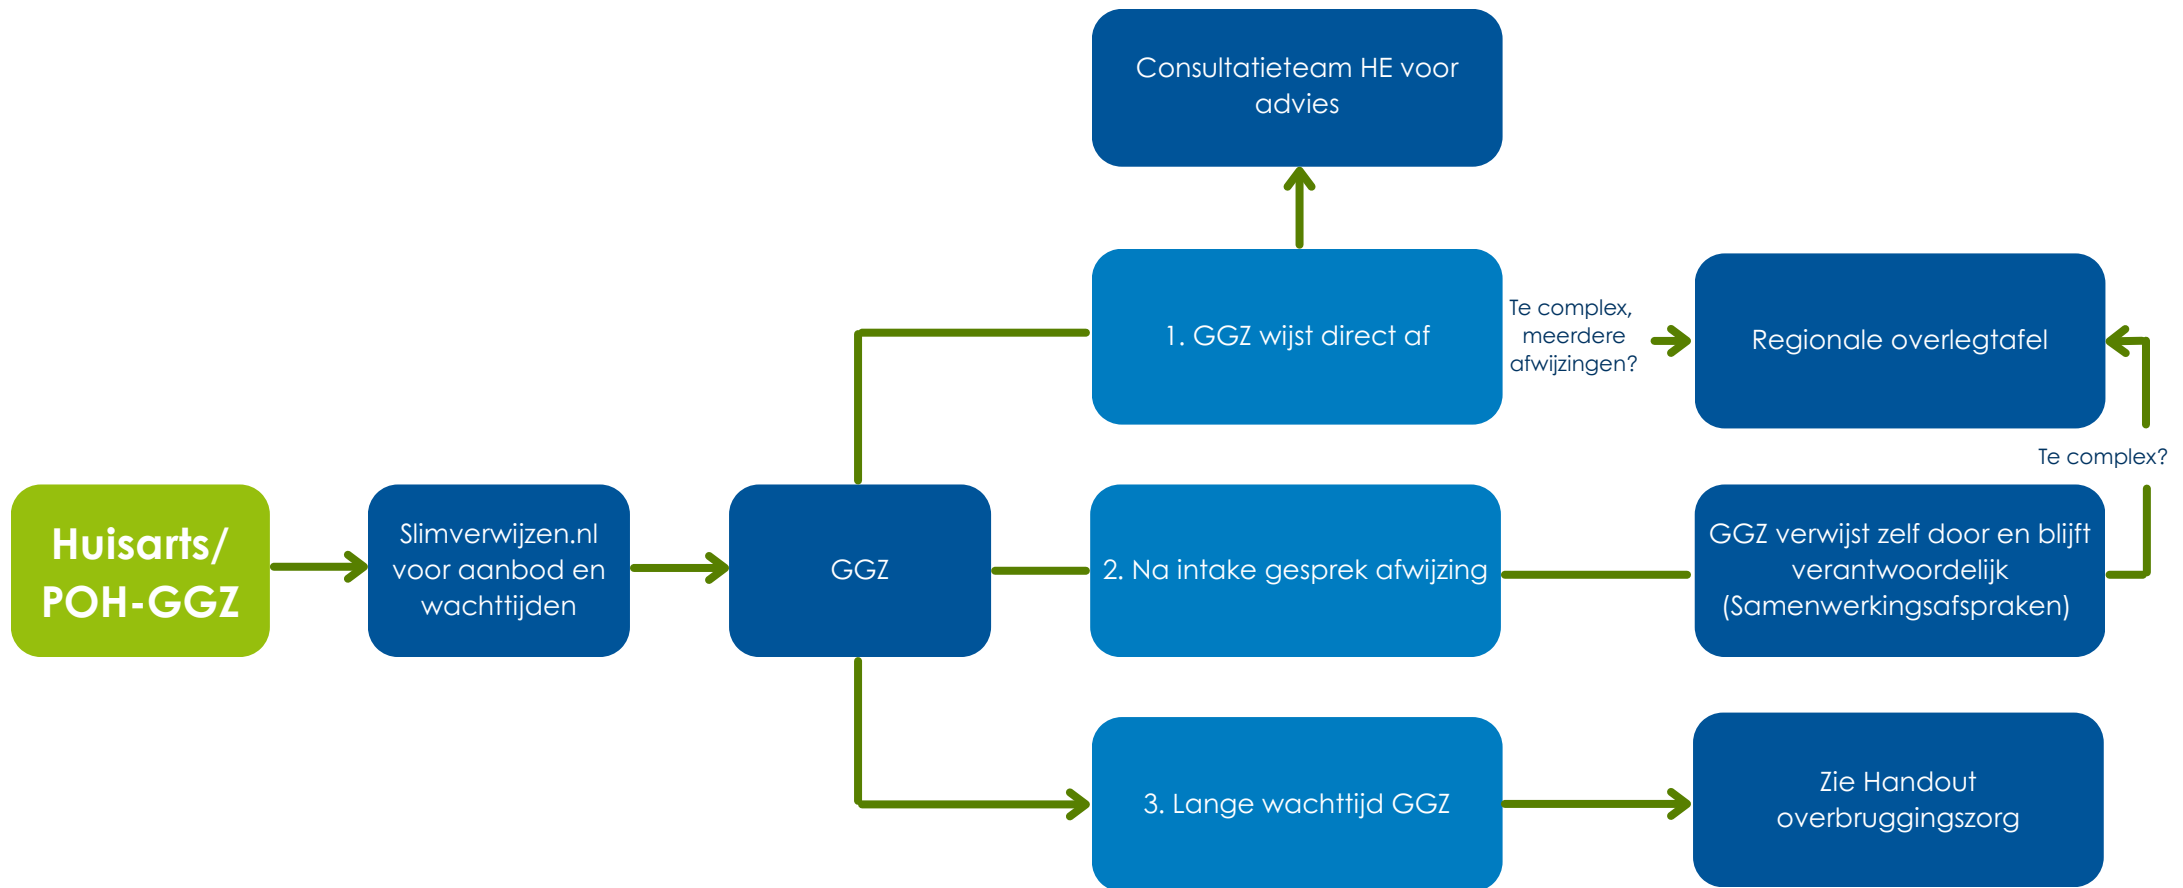 Consultatieteam HE voor
advies
1. GGZ wijst direct af
Te complex,
meerdere
afwijzingen?
Regionale overlegtafel
Te complex?
Huisarts/
POH-GGZ
Slimverwijzen.nl
voor aanbod en
wachttijden
GGZ
2. Na intake gesprek afwijzing
GGZ verwijst zelf door en blijft
verantwoordelijk
(Samenwerkingsafspraken)
3. Lange wachttijd GGZ
Zie Handout
overbruggingszorg